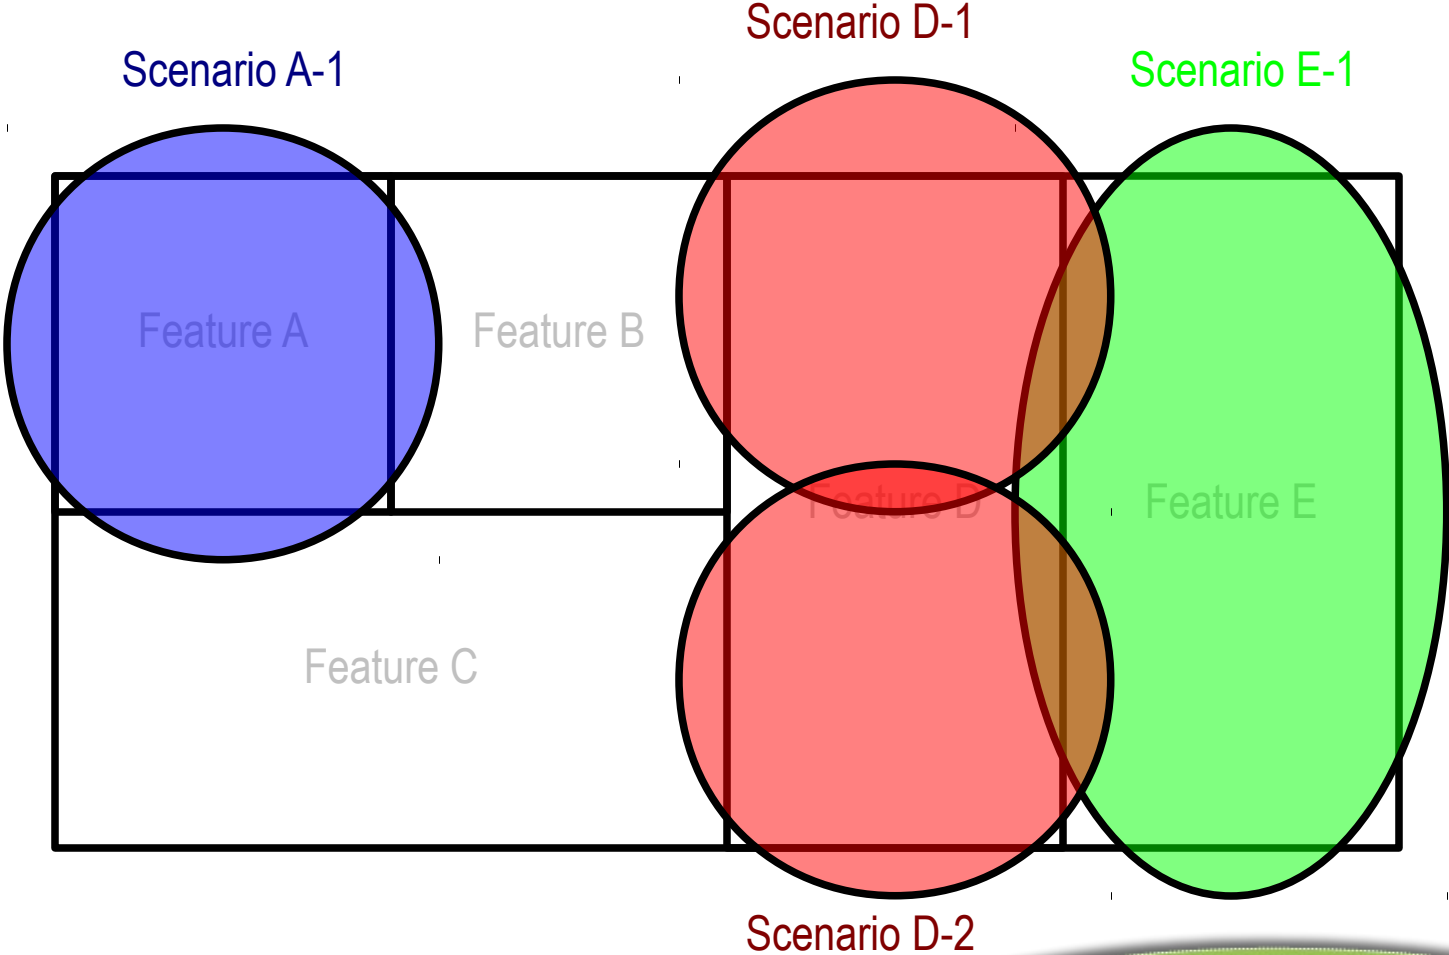 Scenario D-1
Scenario A-1
Scenario E-1
Feature A
Feature B
Feature D
Feature E
Feature C
Scenario D-2